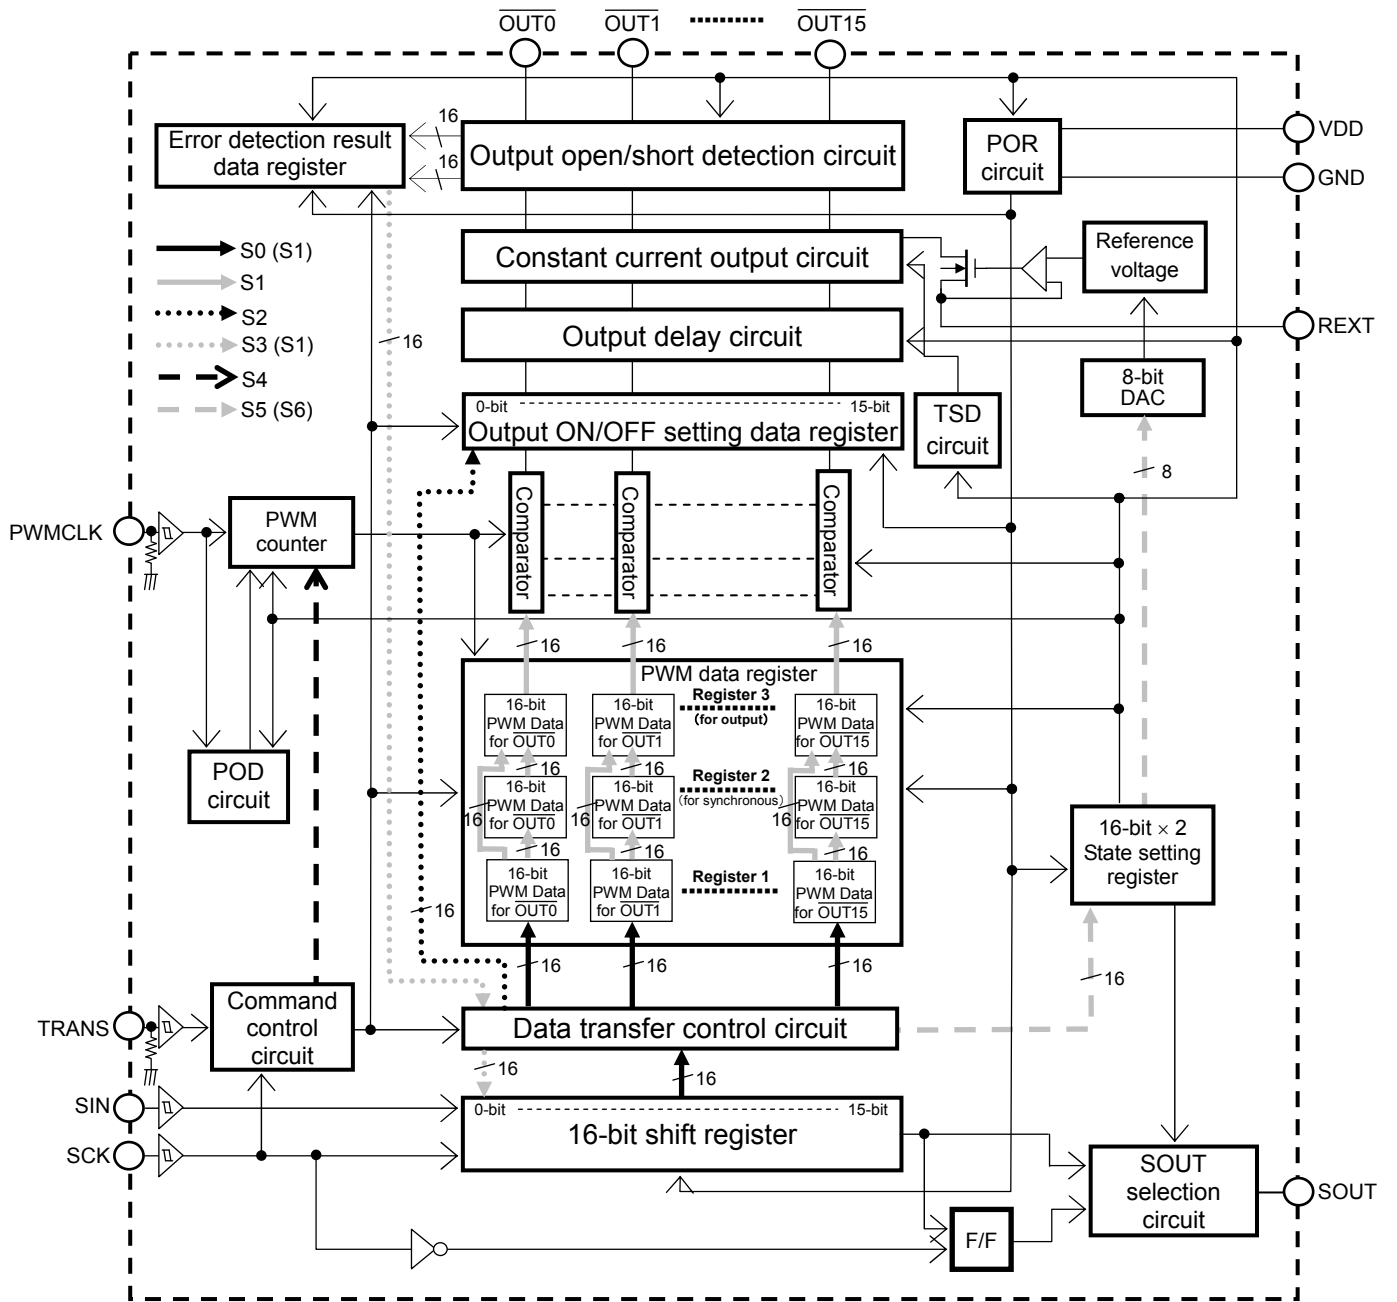 OUT0 OUT1 OUT15
VDD
GND
REXT
Error detection result
data register
16
16
Output open/short detection circuit
POR
circuit
S0 (S1)
S1
S2
S3 (S1)
S4
S5 (S6)
Constant current output circuit
Reference
voltage
Output delay circuit
16
8-bit
DAC
0-bit 15-bit
Output ON/OFF setting data register
TSD
circuit
8
PWMCLK
PWM
counter
Comparator
Comparator
Comparator
16 16 16
PWM data register
16-bit
PWM Data
for OUT0
16-bit
PWM Data
for OUT1
Register 3
(for output)
16-bit
PWM Data
for OUT15
16 16 16
16-bit
PWM Data
for OUT0
16-bit
PWM Data
for OUT1
Register 2
(for synchronous)
16-bit
PWM Data
for OUT15
16 16 16
16 16 16
16-bit
PWM Data
for OUT0
16-bit
PWM Data
for OUT1
Register 1
16-bit
PWM Data
for OUT15
POD
circuit
16-bit × 2
State setting
register
16
16 16 16
16
TRANS
Command
control
circuit
Data transfer control circuit
16
16
SIN
SCK
0-bit 15-bit
16-bit shift register
SOUT
selection
circuit
SOUT
F/F